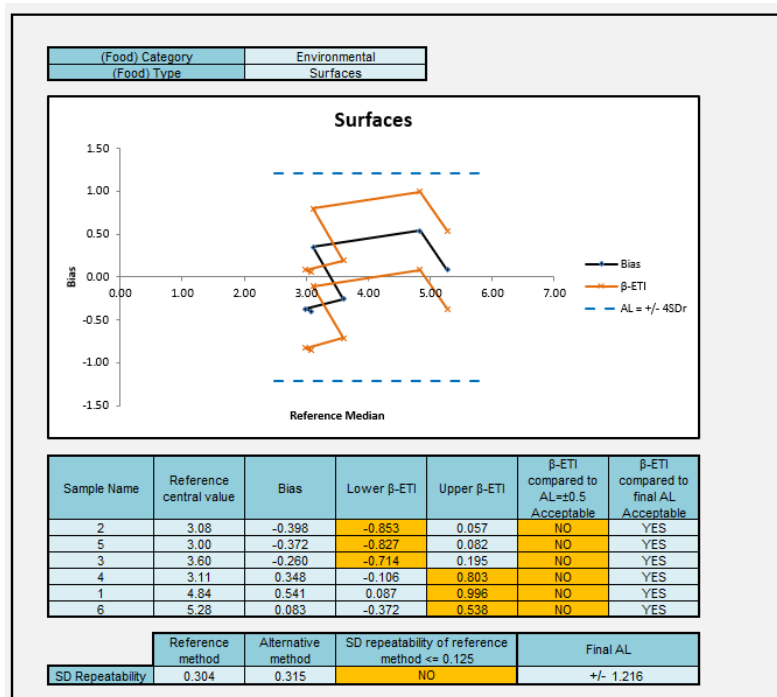 (Food) Category Environmental
(Food) Type Surfaces
Surfaces
1.50
1.00
0.50
0.00
-0.50
-1.00
-1.50
0.00 1.00 2.00 3.00 4.00 5.00 6.00 7.00
Bias
Reference Median
Bias
β-ETI
AL = +/- 4SDr
Sample Name Reference central value Bias Lower β-ETI Upper β-ETI β-ETI compared to AL=±0.5 Acceptable β-ETI compared to final AL Acceptable
2 3.08 -0.398 -0.853 0.057 NO YES
5 3.00 -0.372 -0.827 0.082 NO YES
3 3.60 -0.260 -0.714 0.195 NO YES
4 3.11 0.348 -0.106 0.803 NO YES
1 4.84 0.541 0.087 0.996 NO YES
6 5.28 0.083 -0.372 0.538 NO YES
Reference method Alternative method SD repeatability of reference method <= 0.125 Final AL
SD Repeatability 0.304 0.315 NO +/- 1.216